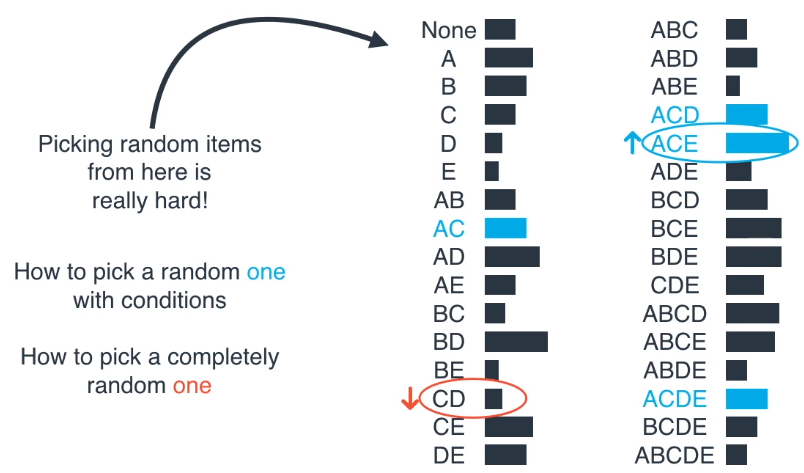 Picking random items
from here is
really hard!
How to pick a random one
with conditions
How to pick a completely
random one
None
A
B
C
D
E
AB
AC
AD
AE
BC
BD
BE
CD
CE
DE
ABC
ABD
ABE
ACD
ACE
ADE
BCD
BCE
BDE
CDE
ABCD
ABCE
ABDE
ACDE
BCDE
ABCDE